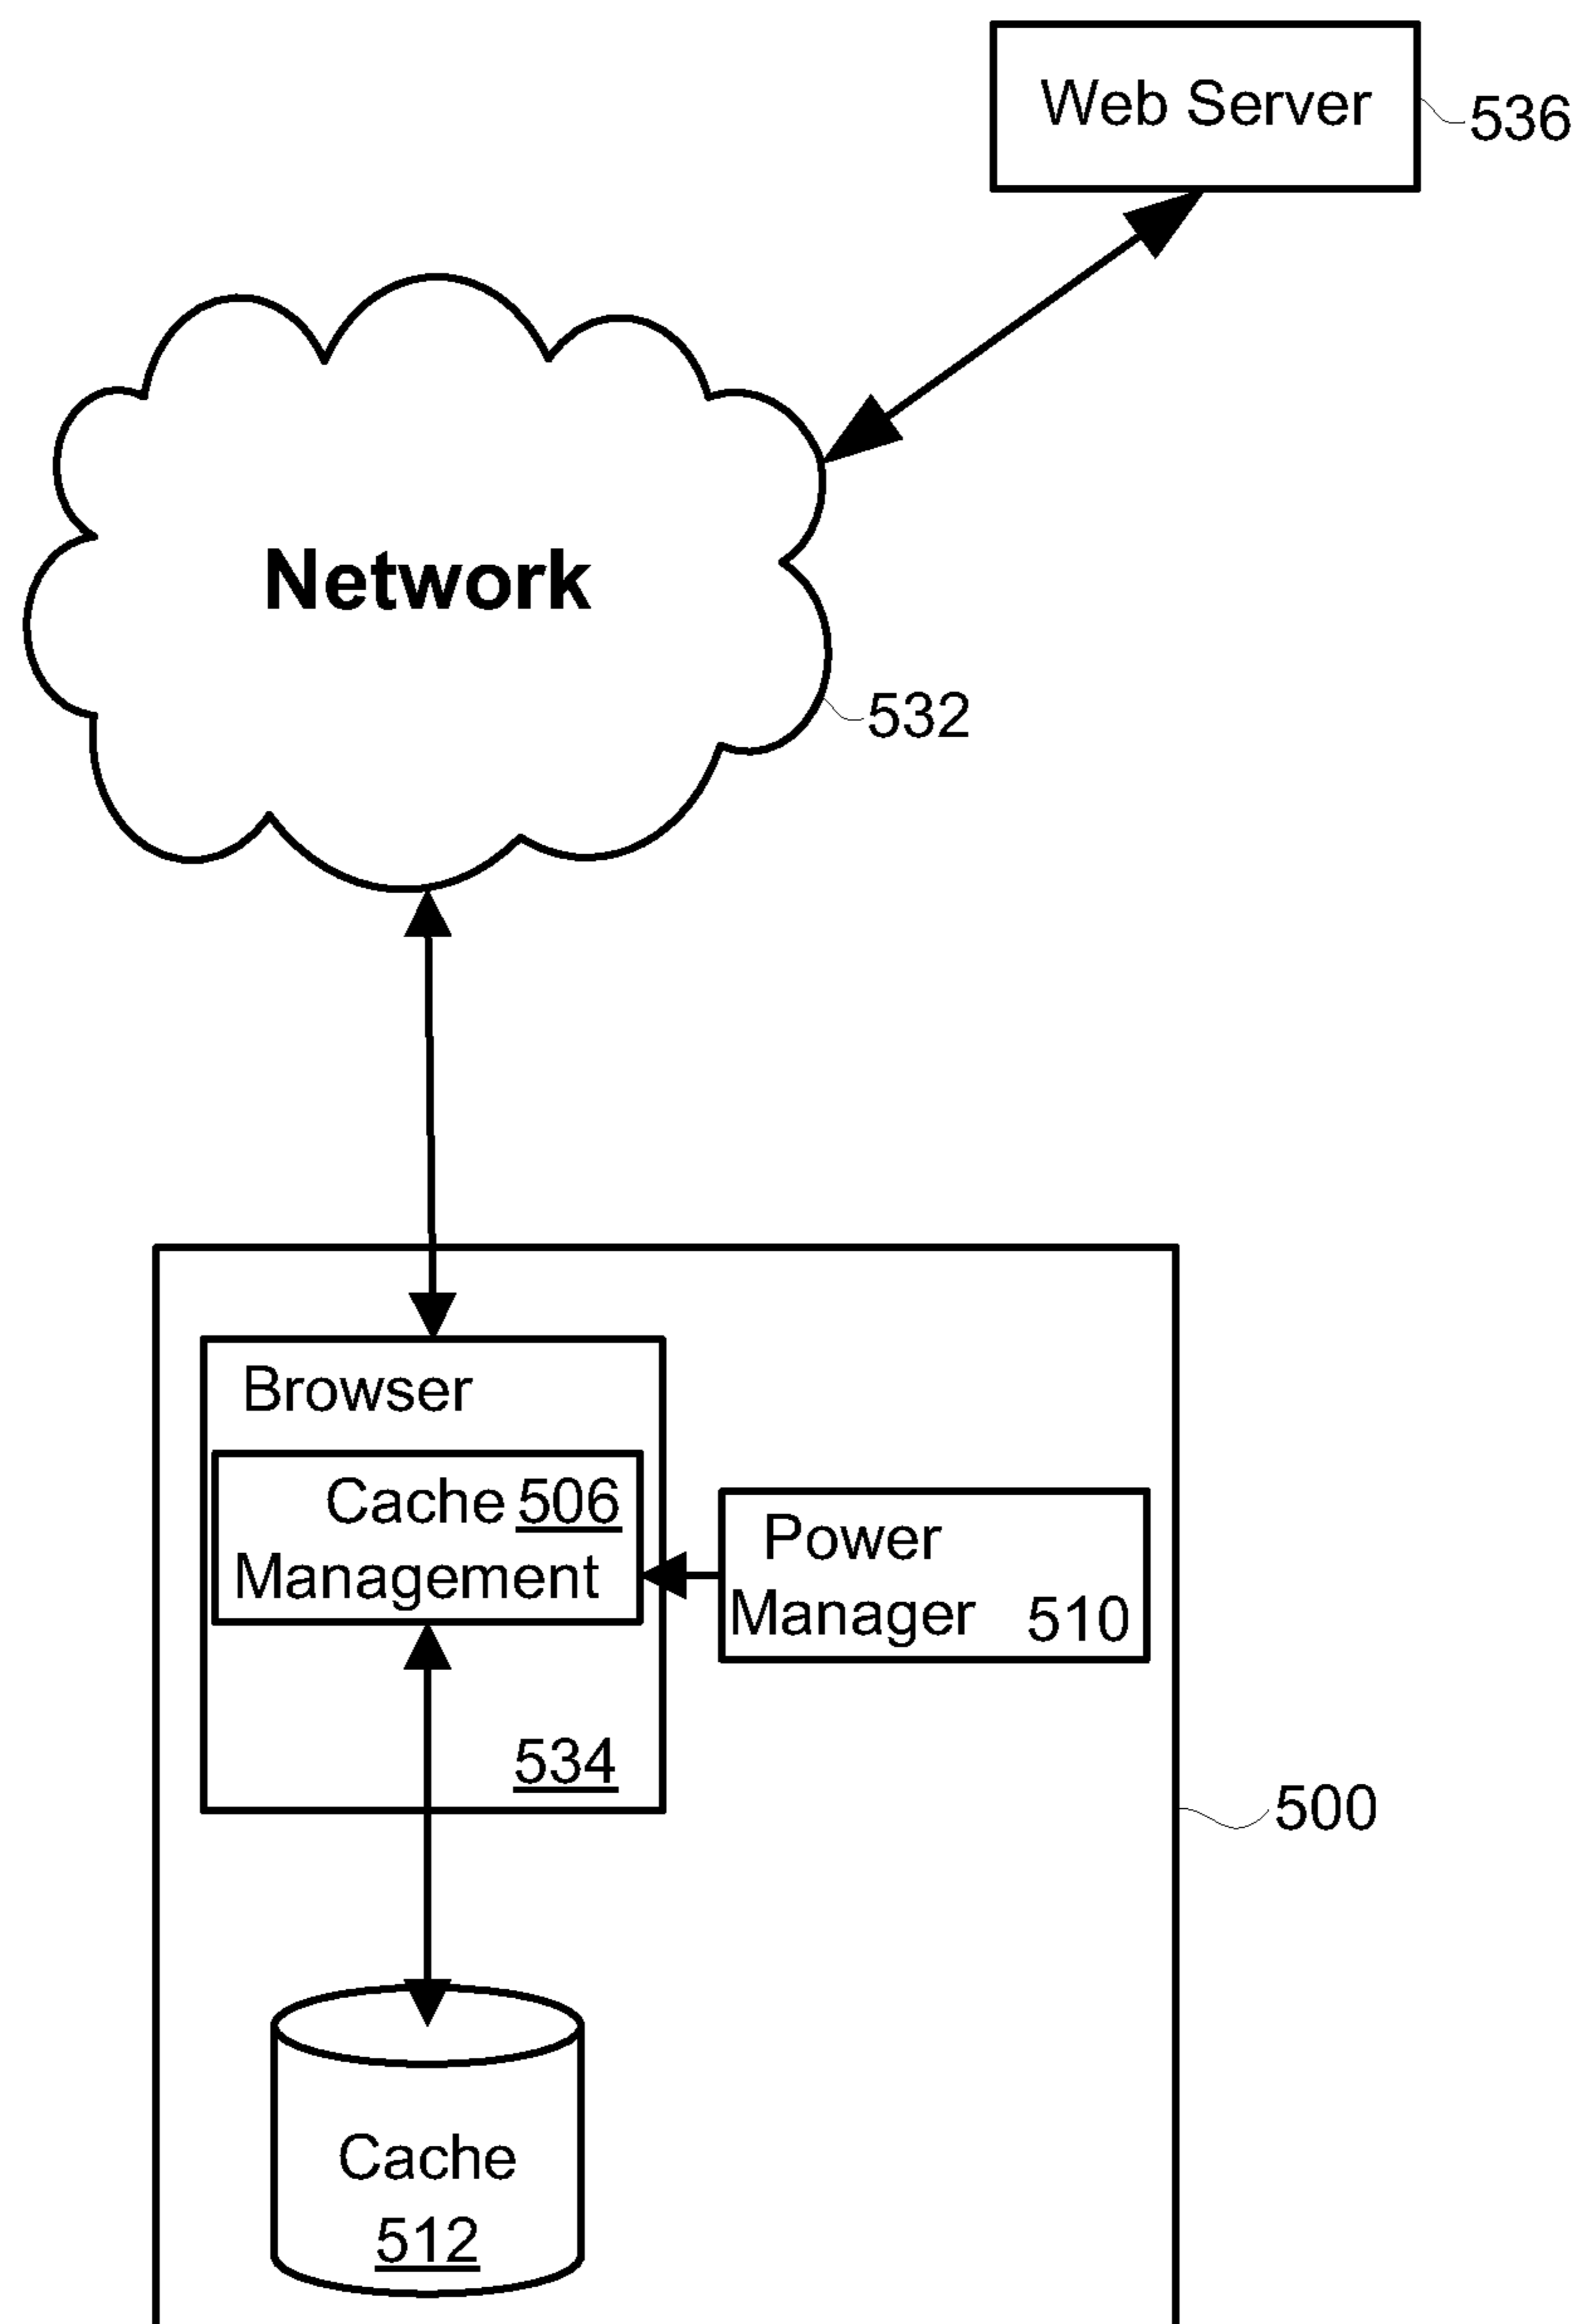 Web Server
536
Network
532
Browser
Cache 506
Management
Power
Manager 510
534
500
Cache
512